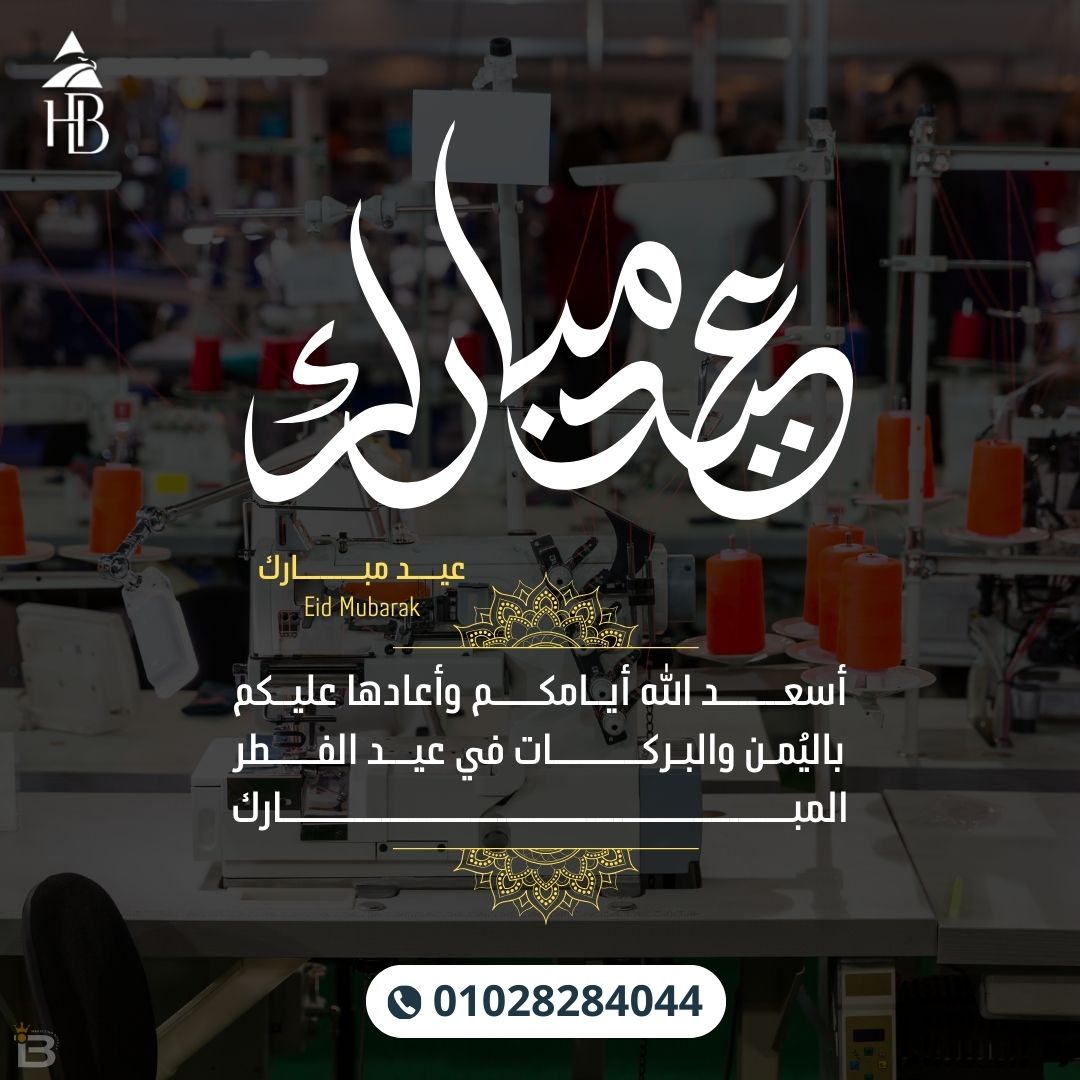 HB
عيد مبارك
عيد مبارك
Eid Mubarak
أسعد الله أيامكم وأعادها عليكم
باليُمن والبركات في عيد الفطر
المبارك
01028284044
B